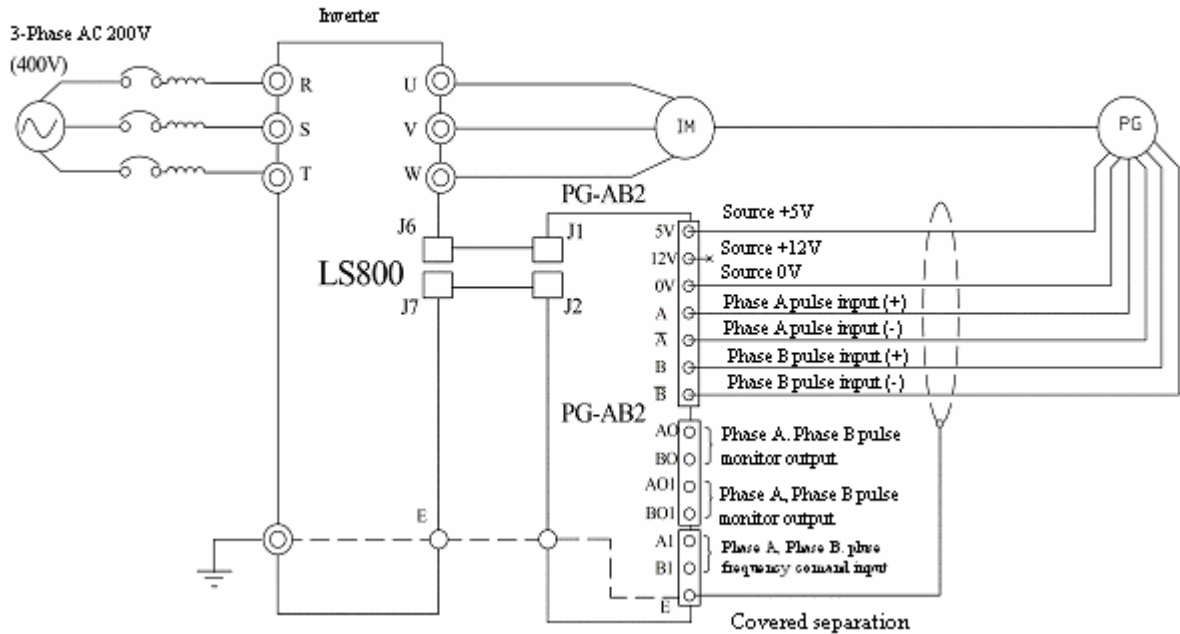 Inverter
3-Phase AC 200V
(400V)
R
U
S
V
IM
PG
T
W
PG-AB2
J6
J1
LS800
J7
J2
5V
Source +5V
12V
Source +12V
0V
Source 0V
A
Phase A pulse input (+)
A̅
Phase A pulse input (-)
B
Phase B pulse input (+)
B̅
Phase B pulse input (-)
PG-AB2
AO
BO
Phase A. Phase B pulse
monitor output
AO1
BO1
Phase A, Phase B pulse
monitor output
E
A1
B1
Phase A, Phase B. pluse
frequency comand input
E
Covered separation